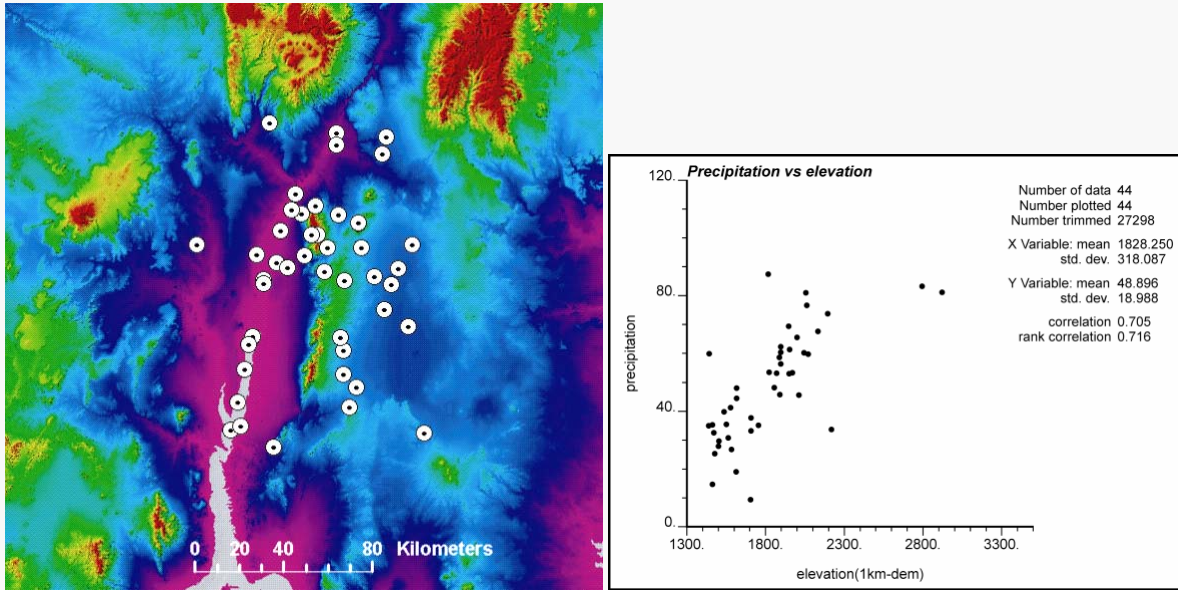 0 20 40 80 Kilometers
Precipitation vs elevation
Number of data 44
Number plotted 44
Number trimmed 27298
X Variable: mean 1828.250
std. dev. 318.087
Y Variable: mean 48.896
std. dev. 18.988
correlation 0.705
rank correlation 0.716
120.
80.
40.
0.
precipitation
1300. 1800. 2300. 2800. 3300.
elevation(1km-dem)